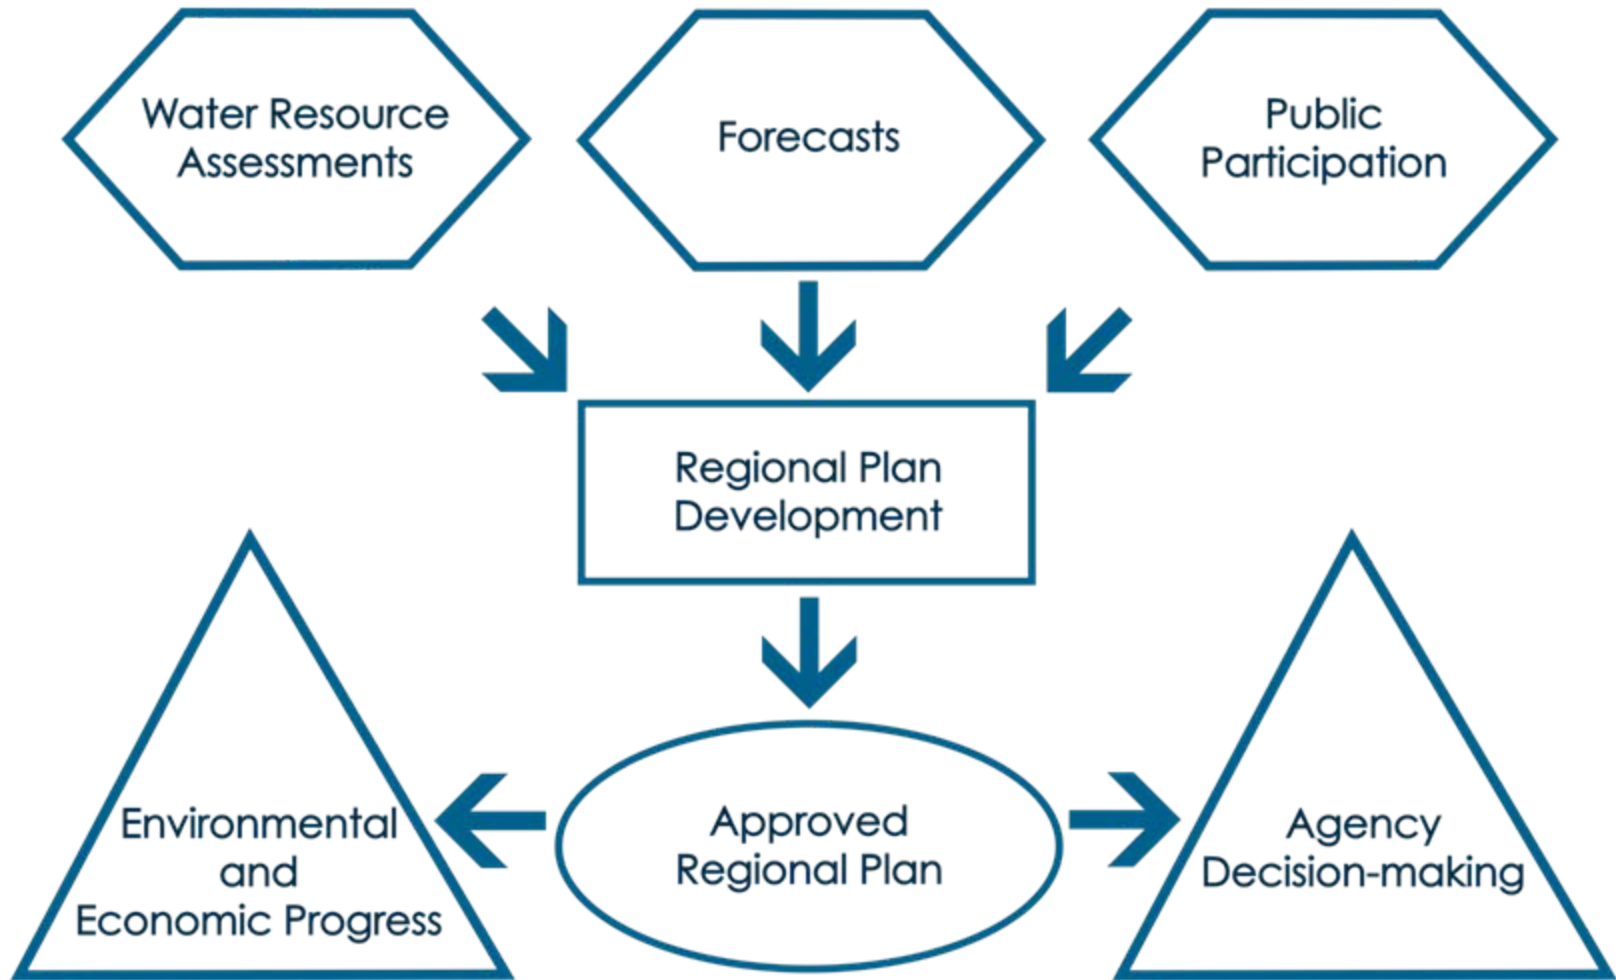 Water Resource
Assessments
Forecasts
Public
Participation
Regional Plan
Development
Environmental
and
Economic Progress
Approved
Regional Plan
Agency
Decision-making